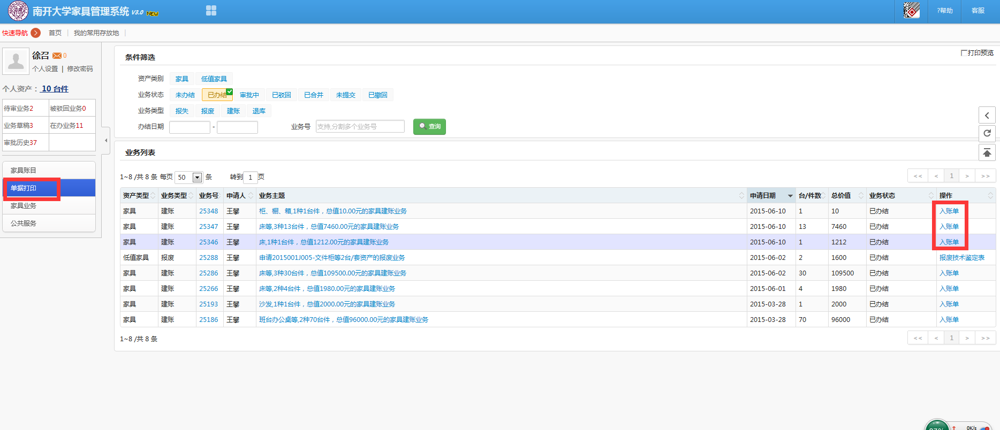 南开大学家具管理系统 V3.0 NEW ?帮助 客服
快速导航 首页 我的常用存放地
徐召 0
个人设置 | 修改密码
个人资产： 10 台件
待审业务2 被驳回业务0
业务草稿3 在办业务11
审批历史37
家具账目
单据打印
家具业务
公共服务
条件筛选 打印预览
资产类别 家具 低值家具
业务状态 未办结 已办结 审批中 已驳回 已合并 未提交 已撤回
业务类型 报失 报废 建账 退库
办结日期 - 业务号 支持,分割多个业务号 查询
业务列表
1~8 /共 8 条 每页 50 条 转到 1 页 << < 1 > >>
资产类型 业务类型 业务号 申请人 业务主题 申请日期 台/件数 总价值 业务状态 操作
家具 建账 25348 王攀 柜、橱、箱,1种1台件，总值10.00元的家具建账业务 2015-06-10 1 10 已办结 入账单
家具 建账 25347 王攀 床等,3种13台件，总值7460.00元的家具建账业务 2015-06-10 13 7460 已办结 入账单
家具 建账 25346 王攀 床,1种1台件，总值1212.00元的家具建账业务 2015-06-10 1 1212 已办结 入账单
低值家具 报废 25288 王攀 申请2015001J005-文件柜等2台/套资产的报废业务 2015-06-02 2 1600 已办结 报废技术鉴定表
家具 建账 25286 王攀 床等,3种30台件，总值109500.00元的家具建账业务 2015-06-02 30 109500 已办结 入账单
家具 建账 25266 王攀 床等,2种4台件，总值1980.00元的家具建账业务 2015-06-01 4 1980 已办结 入账单
家具 建账 25193 王攀 沙发,1种1台件，总值2000.00元的家具建账业务 2015-03-28 1 2000 已办结 入账单
家具 建账 25186 王攀 班台办公桌等,2种70台件，总值96000.00元的家具建账业务 2015-03-28 70 96000 已办结 入账单
1~8 /共 8 条 << < 1 > >>
0K/s